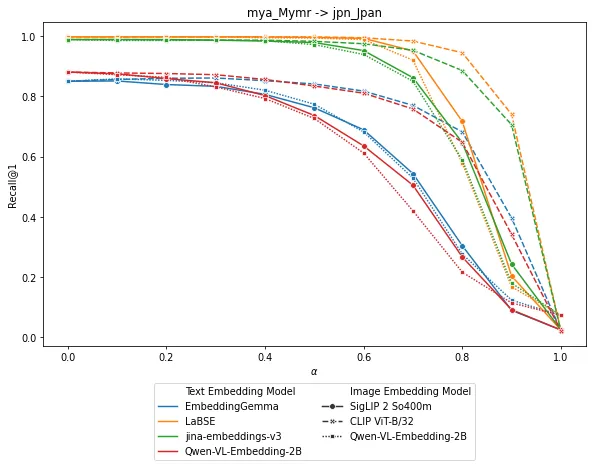 mya_Mymr -> jpn_Jpan
1.0
0.8
0.6
0.4
0.2
0.0
Recall@1
0.0 0.2 0.4 0.6 0.8 1.0
α
Text Embedding Model
EmbeddingGemma
LaBSE
jina-embeddings-v3
Qwen-VL-Embedding-2B
Image Embedding Model
SigLIP 2 So400m
CLIP ViT-B/32
Qwen-VL-Embedding-2B